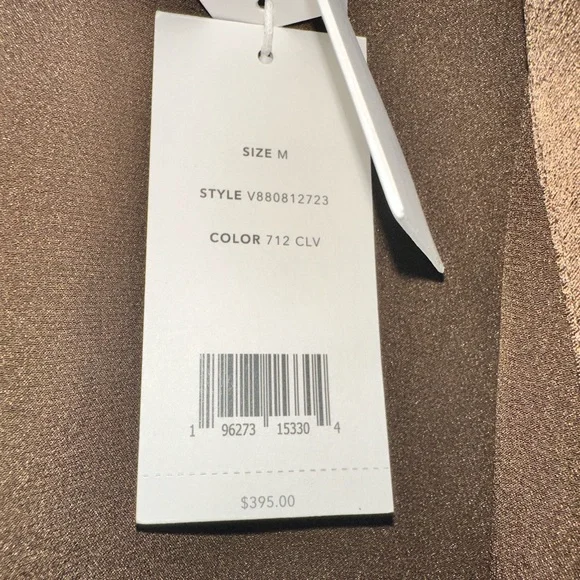 SIZE M
STYLE V880812723
COLOR 712 CLV
1 96273 15330 4
$395.00